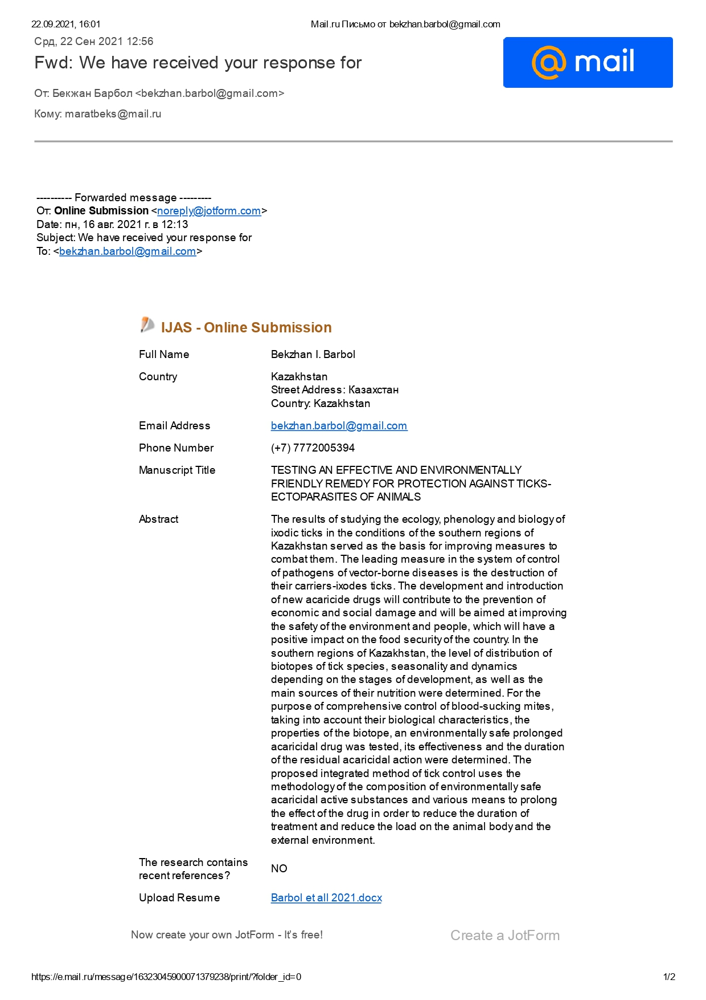 22.09.2021, 16:01
Mail.ru Письмо от bekzhan.barbol@gmail.com
Срд, 22 Сен 2021 12:56
Fwd: We have received your response for
@ mail
От: Бекжан Барбол <bekzhan.barbol@gmail.com>
Кому: maratbeks@mail.ru
---------- Forwarded message ---------
От: Online Submission <noreply@jotform.com>
Date: пн, 16 авг. 2021 г. в 12:13
Subject: We have received your response for
To: <bekzhan.barbol@gmail.com>
IJAS - Online Submission
Full Name Bekzhan I. Barbol
Country Kazakhstan
Street Address: Казахстан
Country: Kazakhstan
Email Address bekzhan.barbol@gmail.com
Phone Number (+7) 7772005394
Manuscript Title TESTING AN EFFECTIVE AND ENVIRONMENTALLY
FRIENDLY REMEDY FOR PROTECTION AGAINST TICKS-
ECTOPARASITES OF ANIMALS
Abstract The results of studying the ecology, phenology and biology of
ixodic ticks in the conditions of the southern regions of
Kazakhstan served as the basis for improving measures to
combat them. The leading measure in the system of control
of pathogens of vector-borne diseases is the destruction of
their carriers-ixodes ticks. The development and introduction
of new acaricide drugs will contribute to the prevention of
economic and social damage and will be aimed at improving
the safety of the environment and people, which will have a
positive impact on the food security of the country. In the
southern regions of Kazakhstan, the level of distribution of
biotopes of tick species, seasonality and dynamics
depending on the stages of development, as well as the
main sources of their nutrition were determined. For the
purpose of comprehensive control of blood-sucking mites,
taking into account their biological characteristics, the
properties of the biotope, an environmentally safe prolonged
acaricidal drug was tested, its effectiveness and the duration
of the residual acaricidal action were determined. The
proposed integrated method of tick control uses the
methodology of the composition of environmentally safe
acaricidal active substances and various means to prolong
the effect of the drug in order to reduce the duration of
treatment and reduce the load on the animal body and the
external environment.
The research contains
recent references? NO
Upload Resume Barbol et all 2021.docx
Now create your own JotForm - It's free!
Create a JotForm
https://e.mail.ru/message/16323045900071379238/print/?folder_id=0
1/2